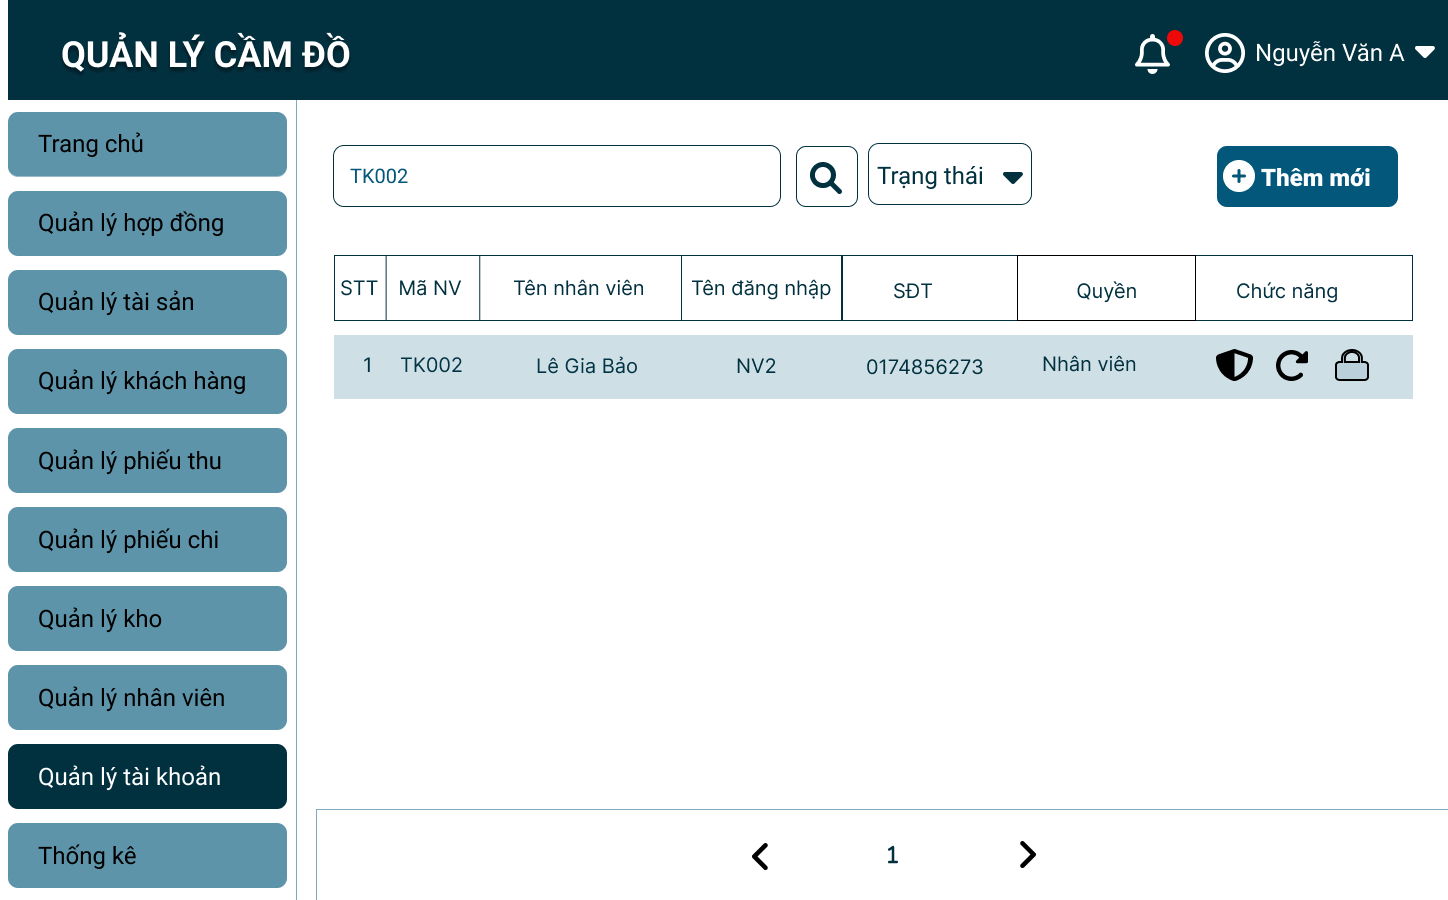 QUẢN LÝ CẦM ĐỒ
Nguyễn Văn A
Trang chủ
Quản lý hợp đồng
Quản lý tài sản
Quản lý khách hàng
Quản lý phiếu thu
Quản lý phiếu chi
Quản lý kho
Quản lý nhân viên
Quản lý tài khoản
Thống kê
TK002
Trạng thái
Thêm mới
STT Mã NV Tên nhân viên Tên đăng nhập SĐT Quyền Chức năng
1 TK002 Lê Gia Bảo NV2 0174856273 Nhân viên
1